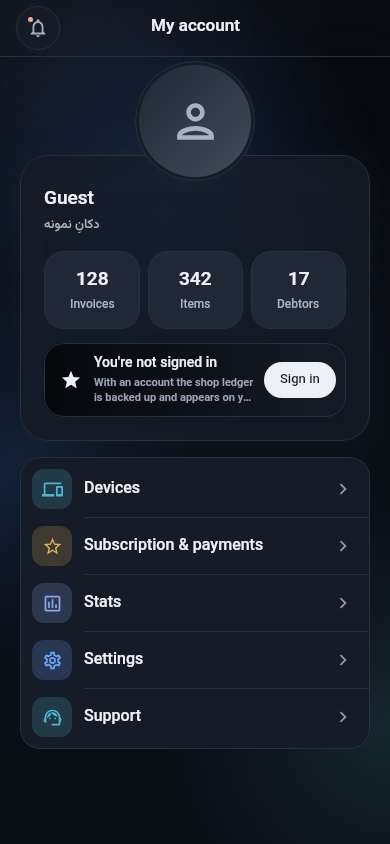 My account
Guest
دکانِ نمونه
128
342
17
Invoices
Items
Debtors
You're not signed in
With an account the shop ledger
is backed up and appears on y...
Sign in
Devices
Subscription & payments
Stats
Settings
Support